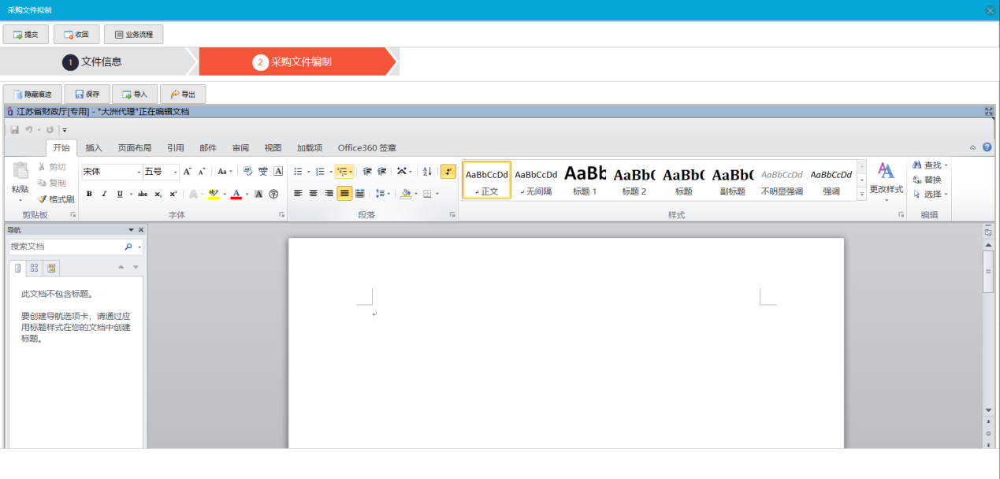 采购文件拟制
提交 收回 业务流程
1 文件信息 2 采购文件编制
隐藏痕迹 保存 导入 导出
江苏省财政厅[专用] - "大洲代理"正在编辑文档
开始 插入 页面布局 引用 邮件 审阅 视图 加载项 Office360 签章
粘贴 剪切 复制 格式刷
宋体 五号
AaBbCcDd AaBbCcDd AaBb AaBb( AaBb( AaBb( AaBbCcDd AaBbCcDd
正文 无间隔 标题 1 标题 2 标题 副标题 不明显强调 强调
更改样式
查找
替换
选择
剪贴板 字体 段落 样式 编辑
导航
搜索文档
此文档不包含标题。
要创建导航选项卡，请通过应
用标题样式在您的文档中创建
标题。